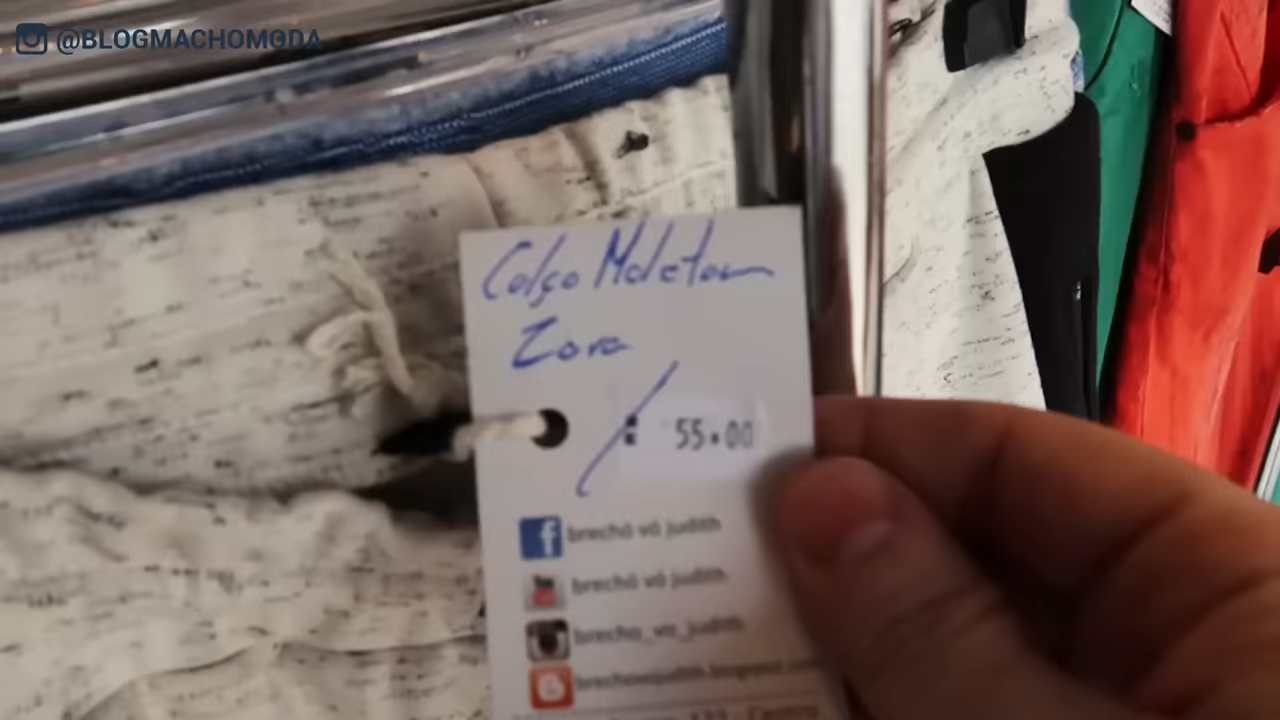 @BLOGMACHOMODA
Calça Moletom
Zara
55.00
brechó vó judith
brechó vó judith
brecho_vo_judith